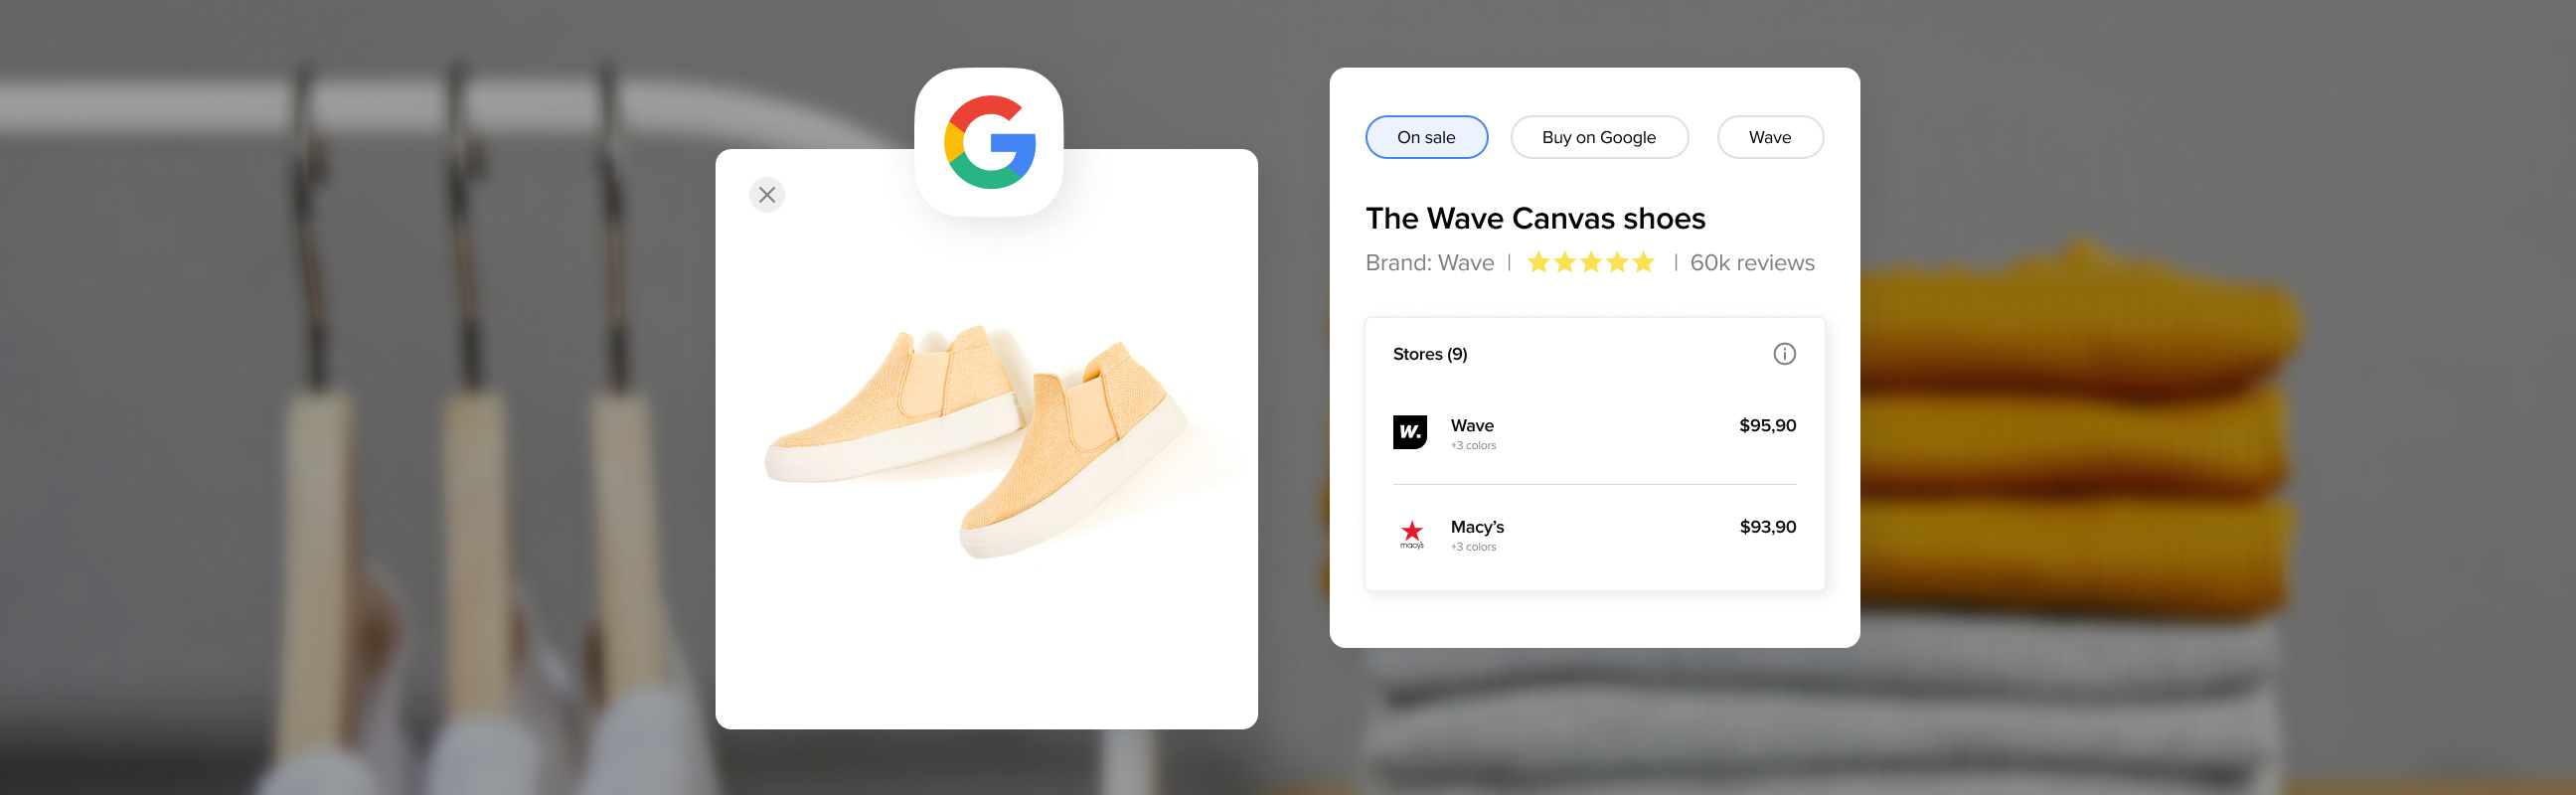 On sale
Buy on Google
Wave
The Wave Canvas shoes
Brand: Wave | ★★★★★ | 60k reviews
Stores (9)
W.
Wave
$95,90
+3 colors
macy's
Macy’s
$93,90
+3 colors